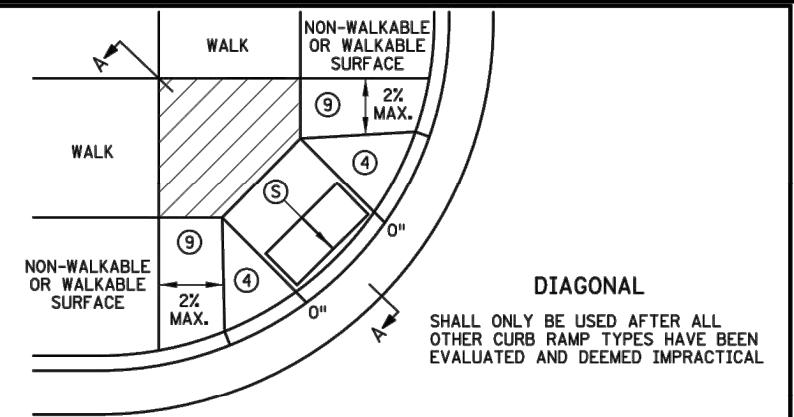 WALK
NON-WALKABLE
OR WALKABLE
SURFACE
A
9
2%
MAX.
WALK
4
S
0"
9
NON-WALKABLE
OR WALKABLE
SURFACE
2%
MAX.
4
0"
A
DIAGONAL
SHALL ONLY BE USED AFTER ALL
OTHER CURB RAMP TYPES HAVE BEEN
EVALUATED AND DEEMED IMPRACTICAL